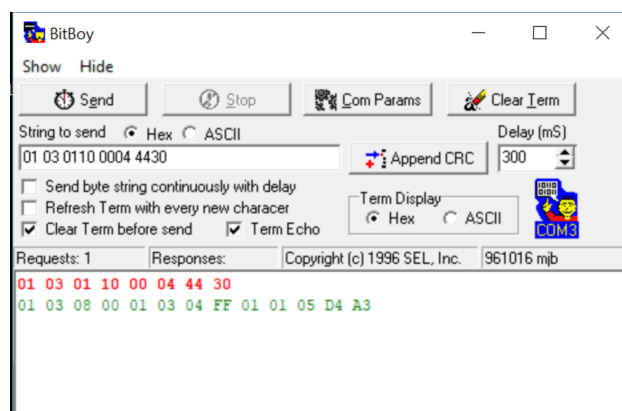 BitBoy
Show Hide
Send Stop Com Params Clear Term
String to send Hex ASCII Delay (mS)
01 03 0110 0004 4430 Append CRC 300
Send byte string continuously with delay
Refresh Term with every new characer
Clear Term before send Term Echo
Term Display
Hex ASCII
COM3
Requests: 1 Responses: Copyright (c) 1996 SEL, Inc. 961016 mjb
01 03 01 10 00 04 44 30
01 03 08 00 01 03 04 FF 01 01 05 D4 A3